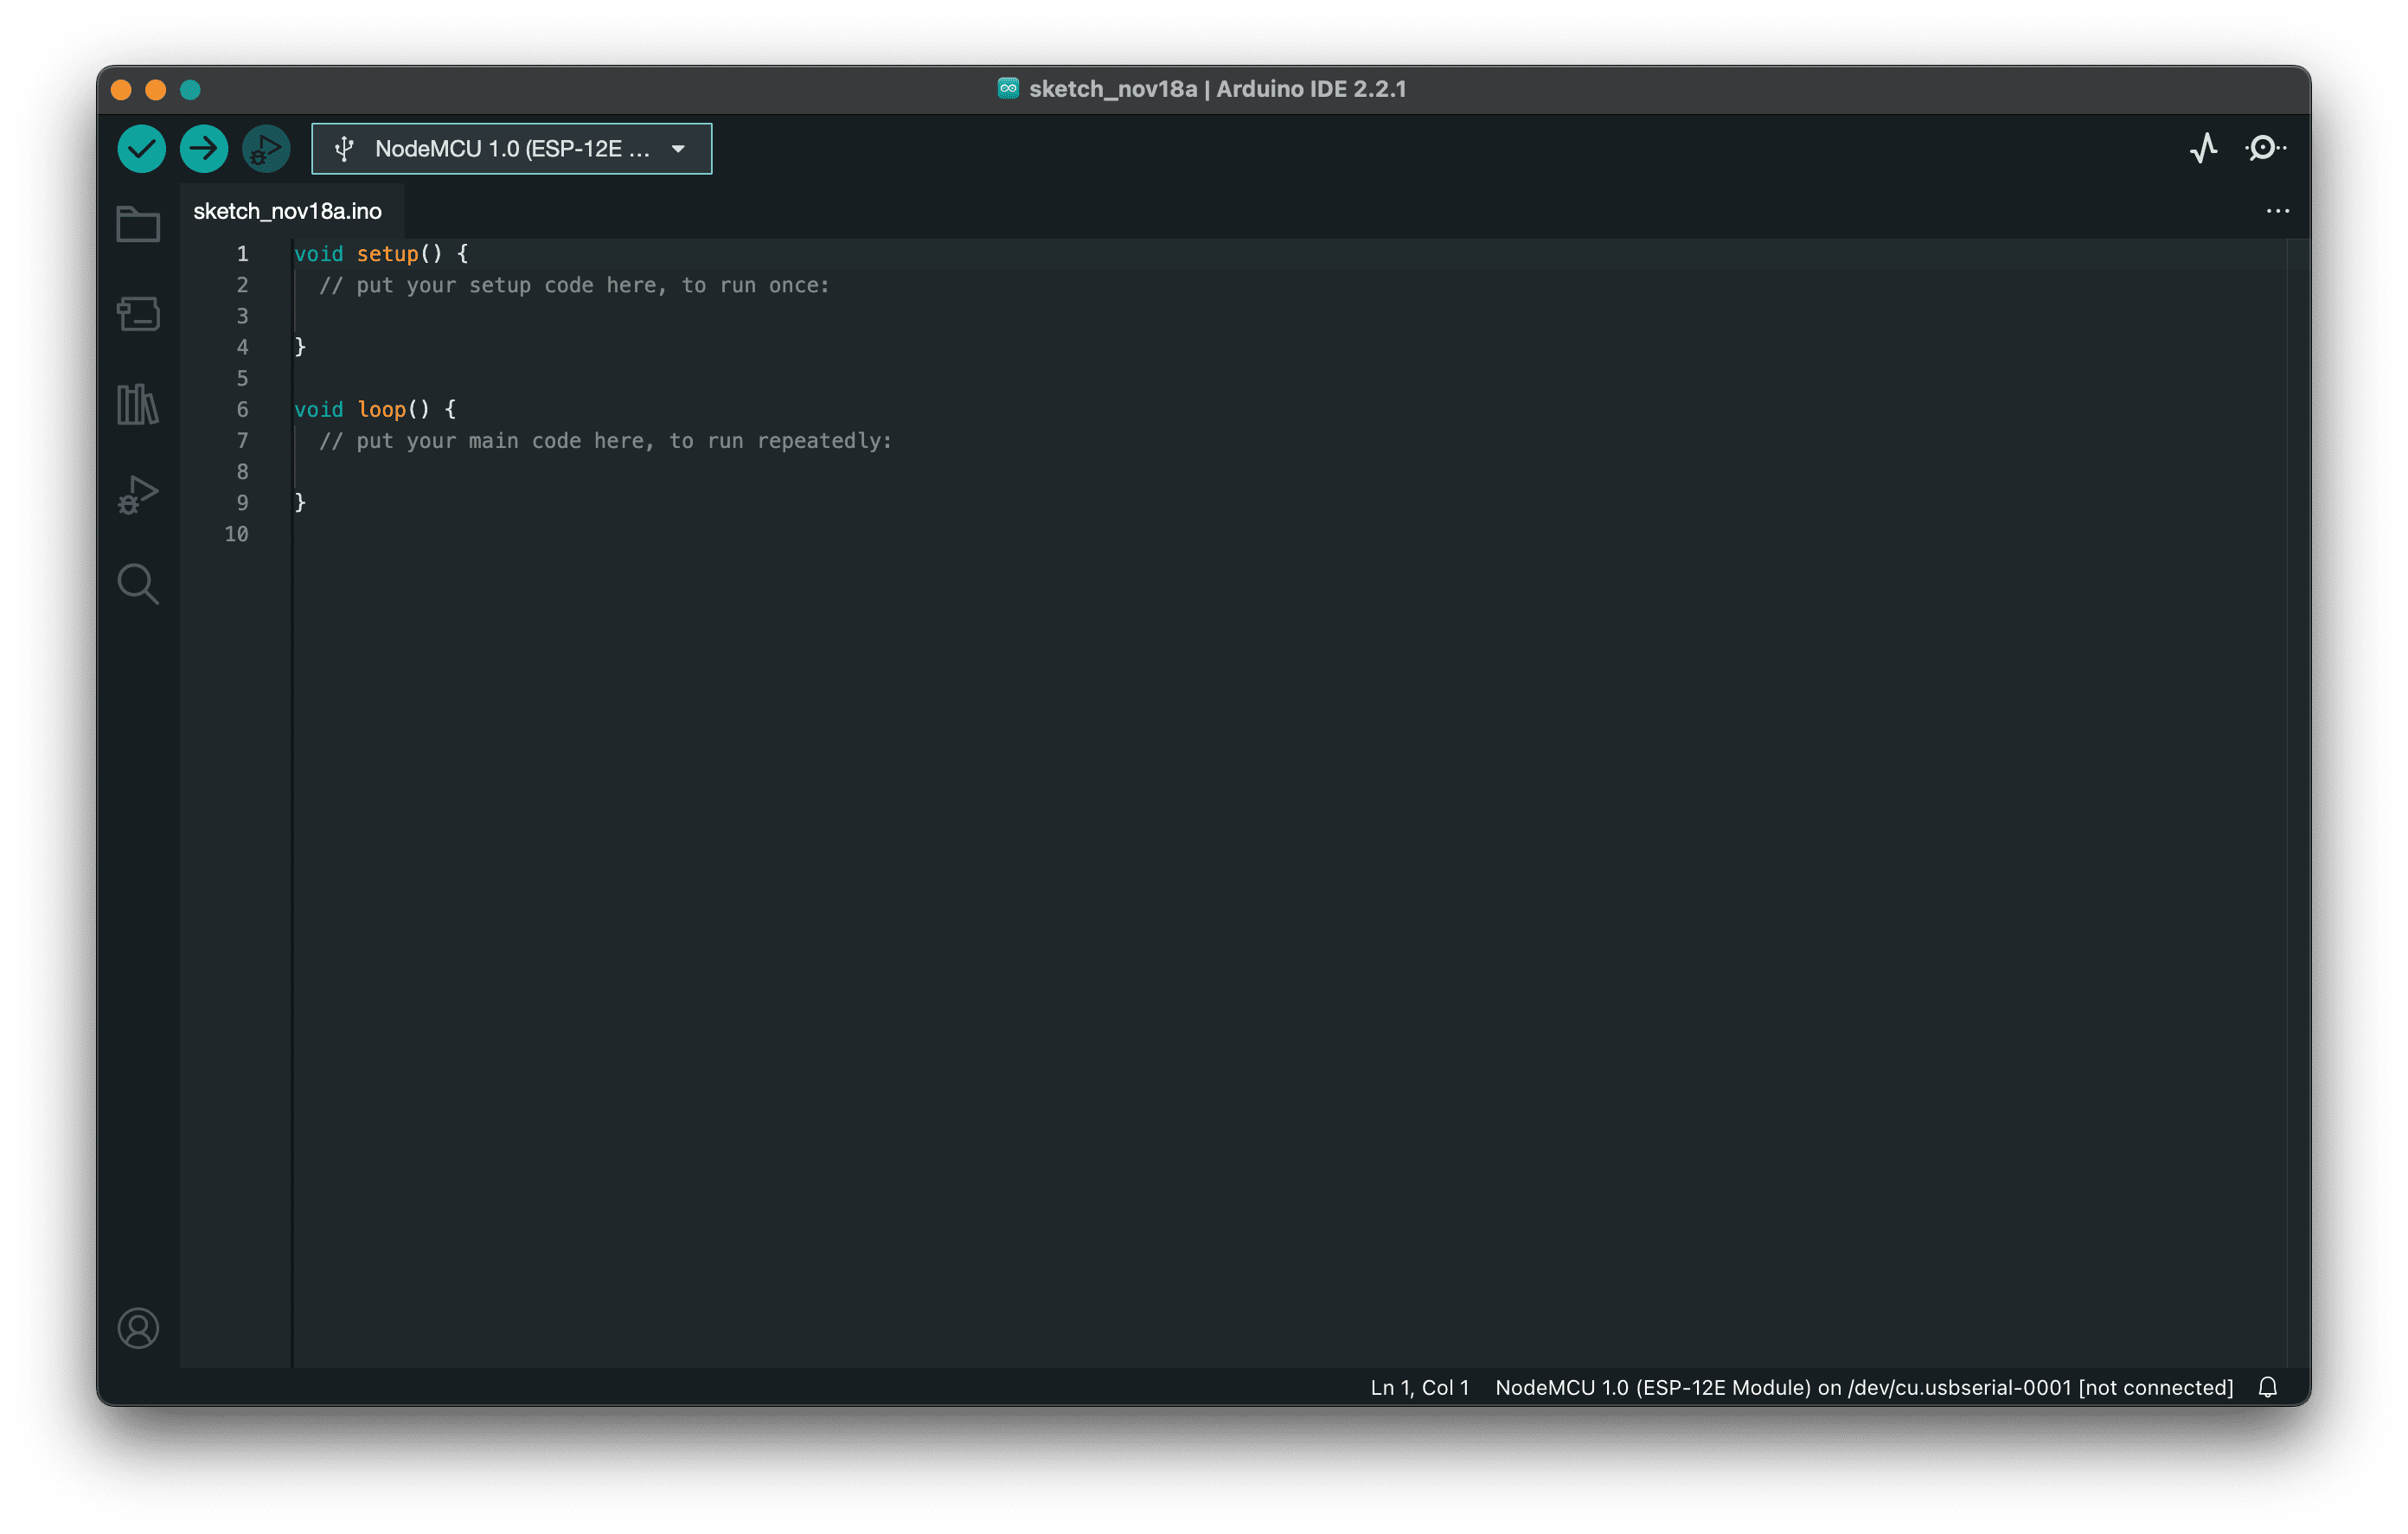 sketch_nov18a | Arduino IDE 2.2.1
NodeMCU 1.0 (ESP-12E ...
sketch_nov18a.ino
1 void setup() {
2 // put your setup code here, to run once:
3
4 }
5
6 void loop() {
7 // put your main code here, to run repeatedly:
8
9 }
10
Ln 1, Col 1 NodeMCU 1.0 (ESP-12E Module) on /dev/cu.usbserial-0001 [not connected]